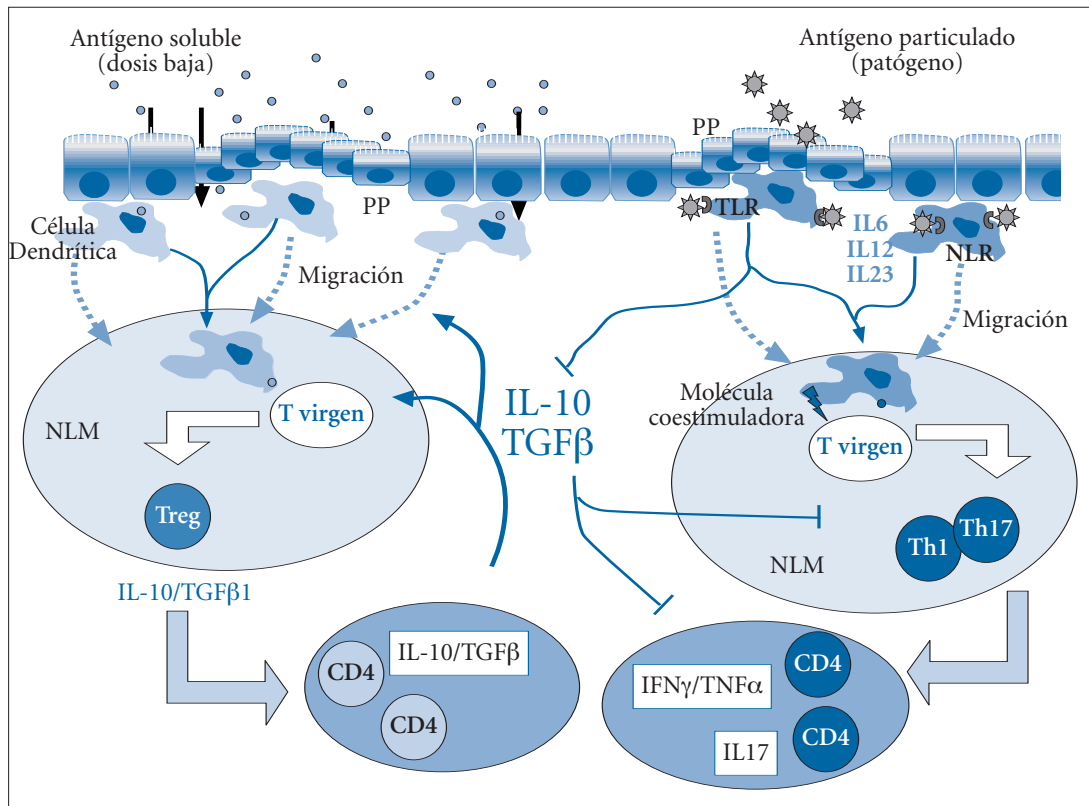 Antígeno soluble
(dosis baja)
Antígeno particulado
(patógeno)
PP
PP
Célula
Dendrítica
Migración
TLR
IL6
IL12
IL23
NLR
Migración
NLM
T virgen
Treg
IL-10/TGFβ1
IL-10
TGFβ
Molécula
coestimuladora
T virgen
Th1
Th17
NLM
CD4
IL-10/TGFβ
CD4
IFNγ/TNFα
CD4
IL17
CD4